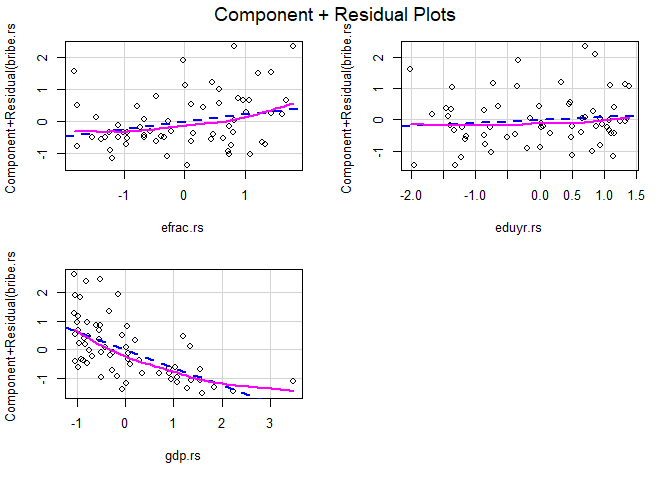 Component + Residual Plots
Component+Residual(bribe.rs
-1 0 1 2
-1 0 1
efrac.rs
Component+Residual(bribe.rs
-1 0 1 2
-2.0 -1.0 0.0 0.5 1.0 1.5
eduyr.rs
Component+Residual(bribe.rs
-1 0 1 2
-1 0 1 2 3
gdp.rs